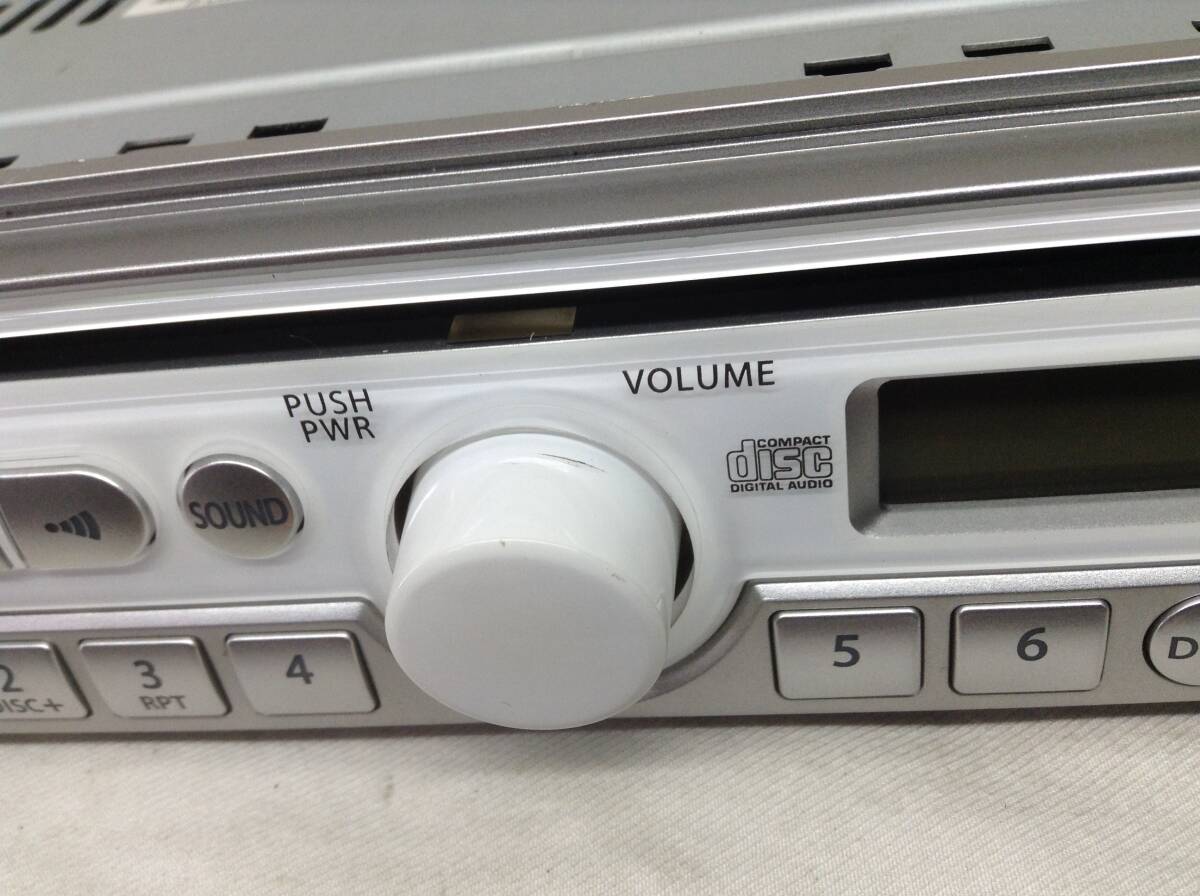 PUSH
PWR
VOLUME
COMPACT
disc
DIGITAL AUDIO
SOUND
2
DISC+
3
RPT
4
5
6
D